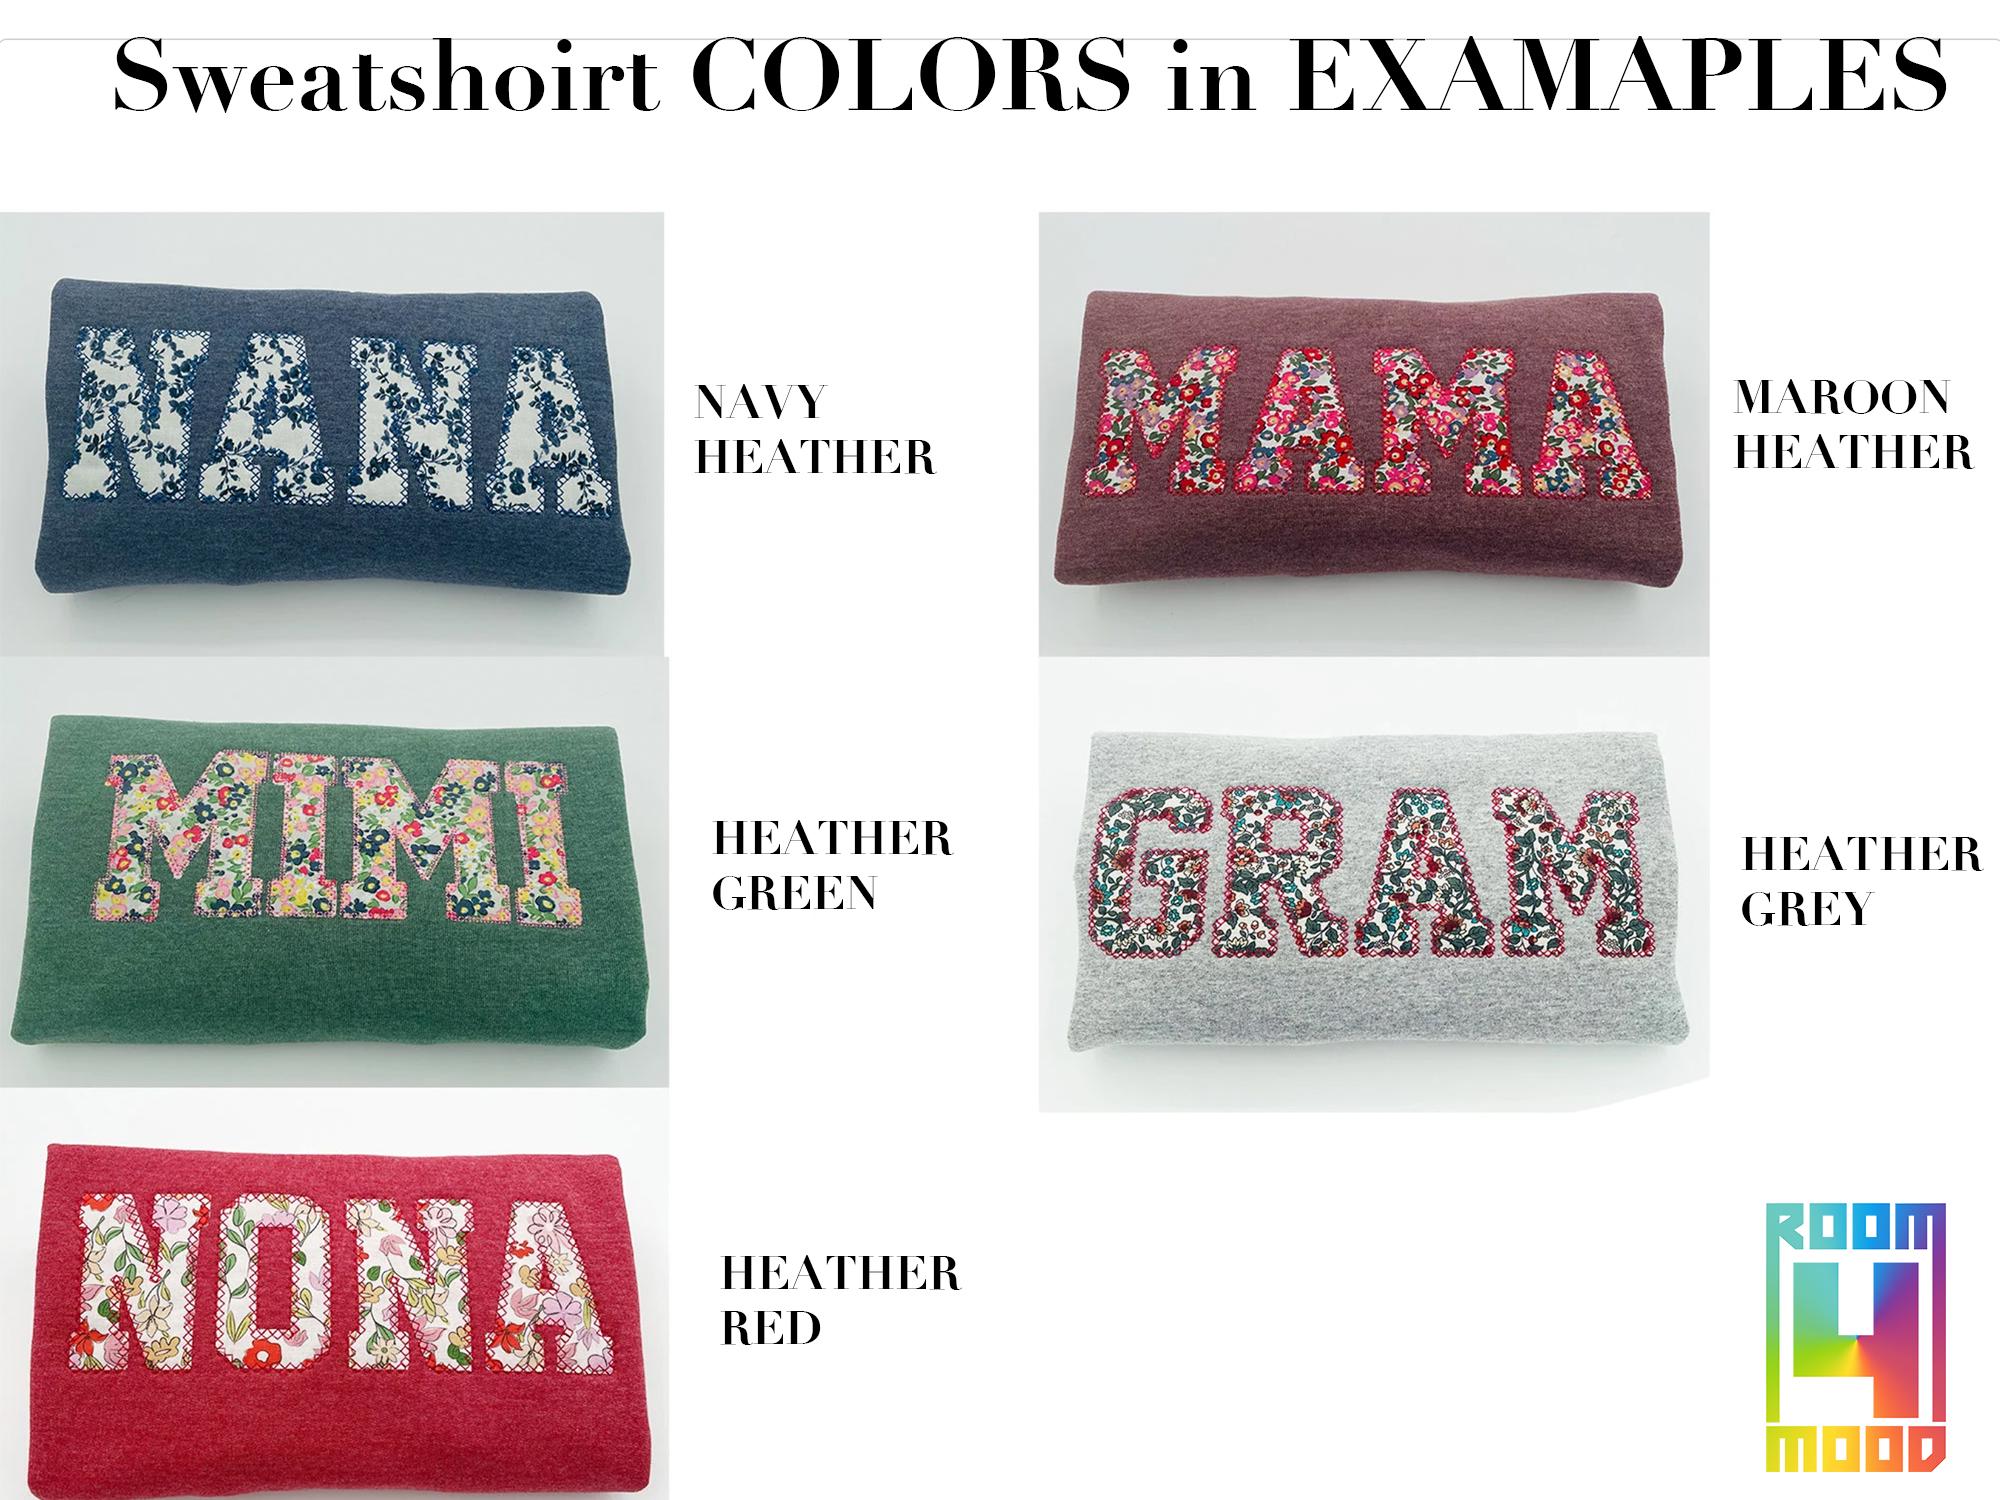 Sweatshoirt COLORS in EXAMAPLES
NANA
NAVY
HEATHER
MAMA
MAROON
HEATHER
MIMI
HEATHER
GREEN
GRAM
HEATHER
GREY
NONA
HEATHER
RED
ROOM
4
MOOD